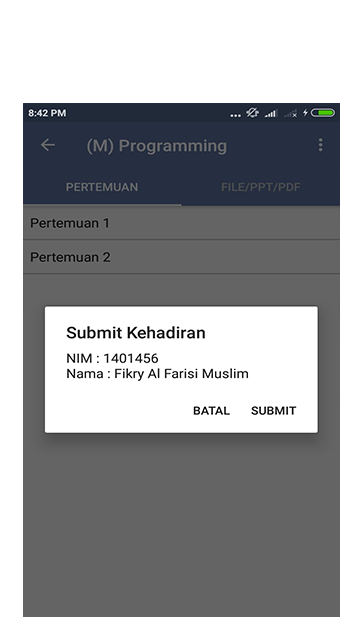 8:42 PM
(M) Programming
PERTEMUAN FILE/PPT/PDF
Pertemuan 1
Pertemuan 2
Submit Kehadiran
NIM : 1401456
Nama : Fikry Al Farisi Muslim
BATAL SUBMIT